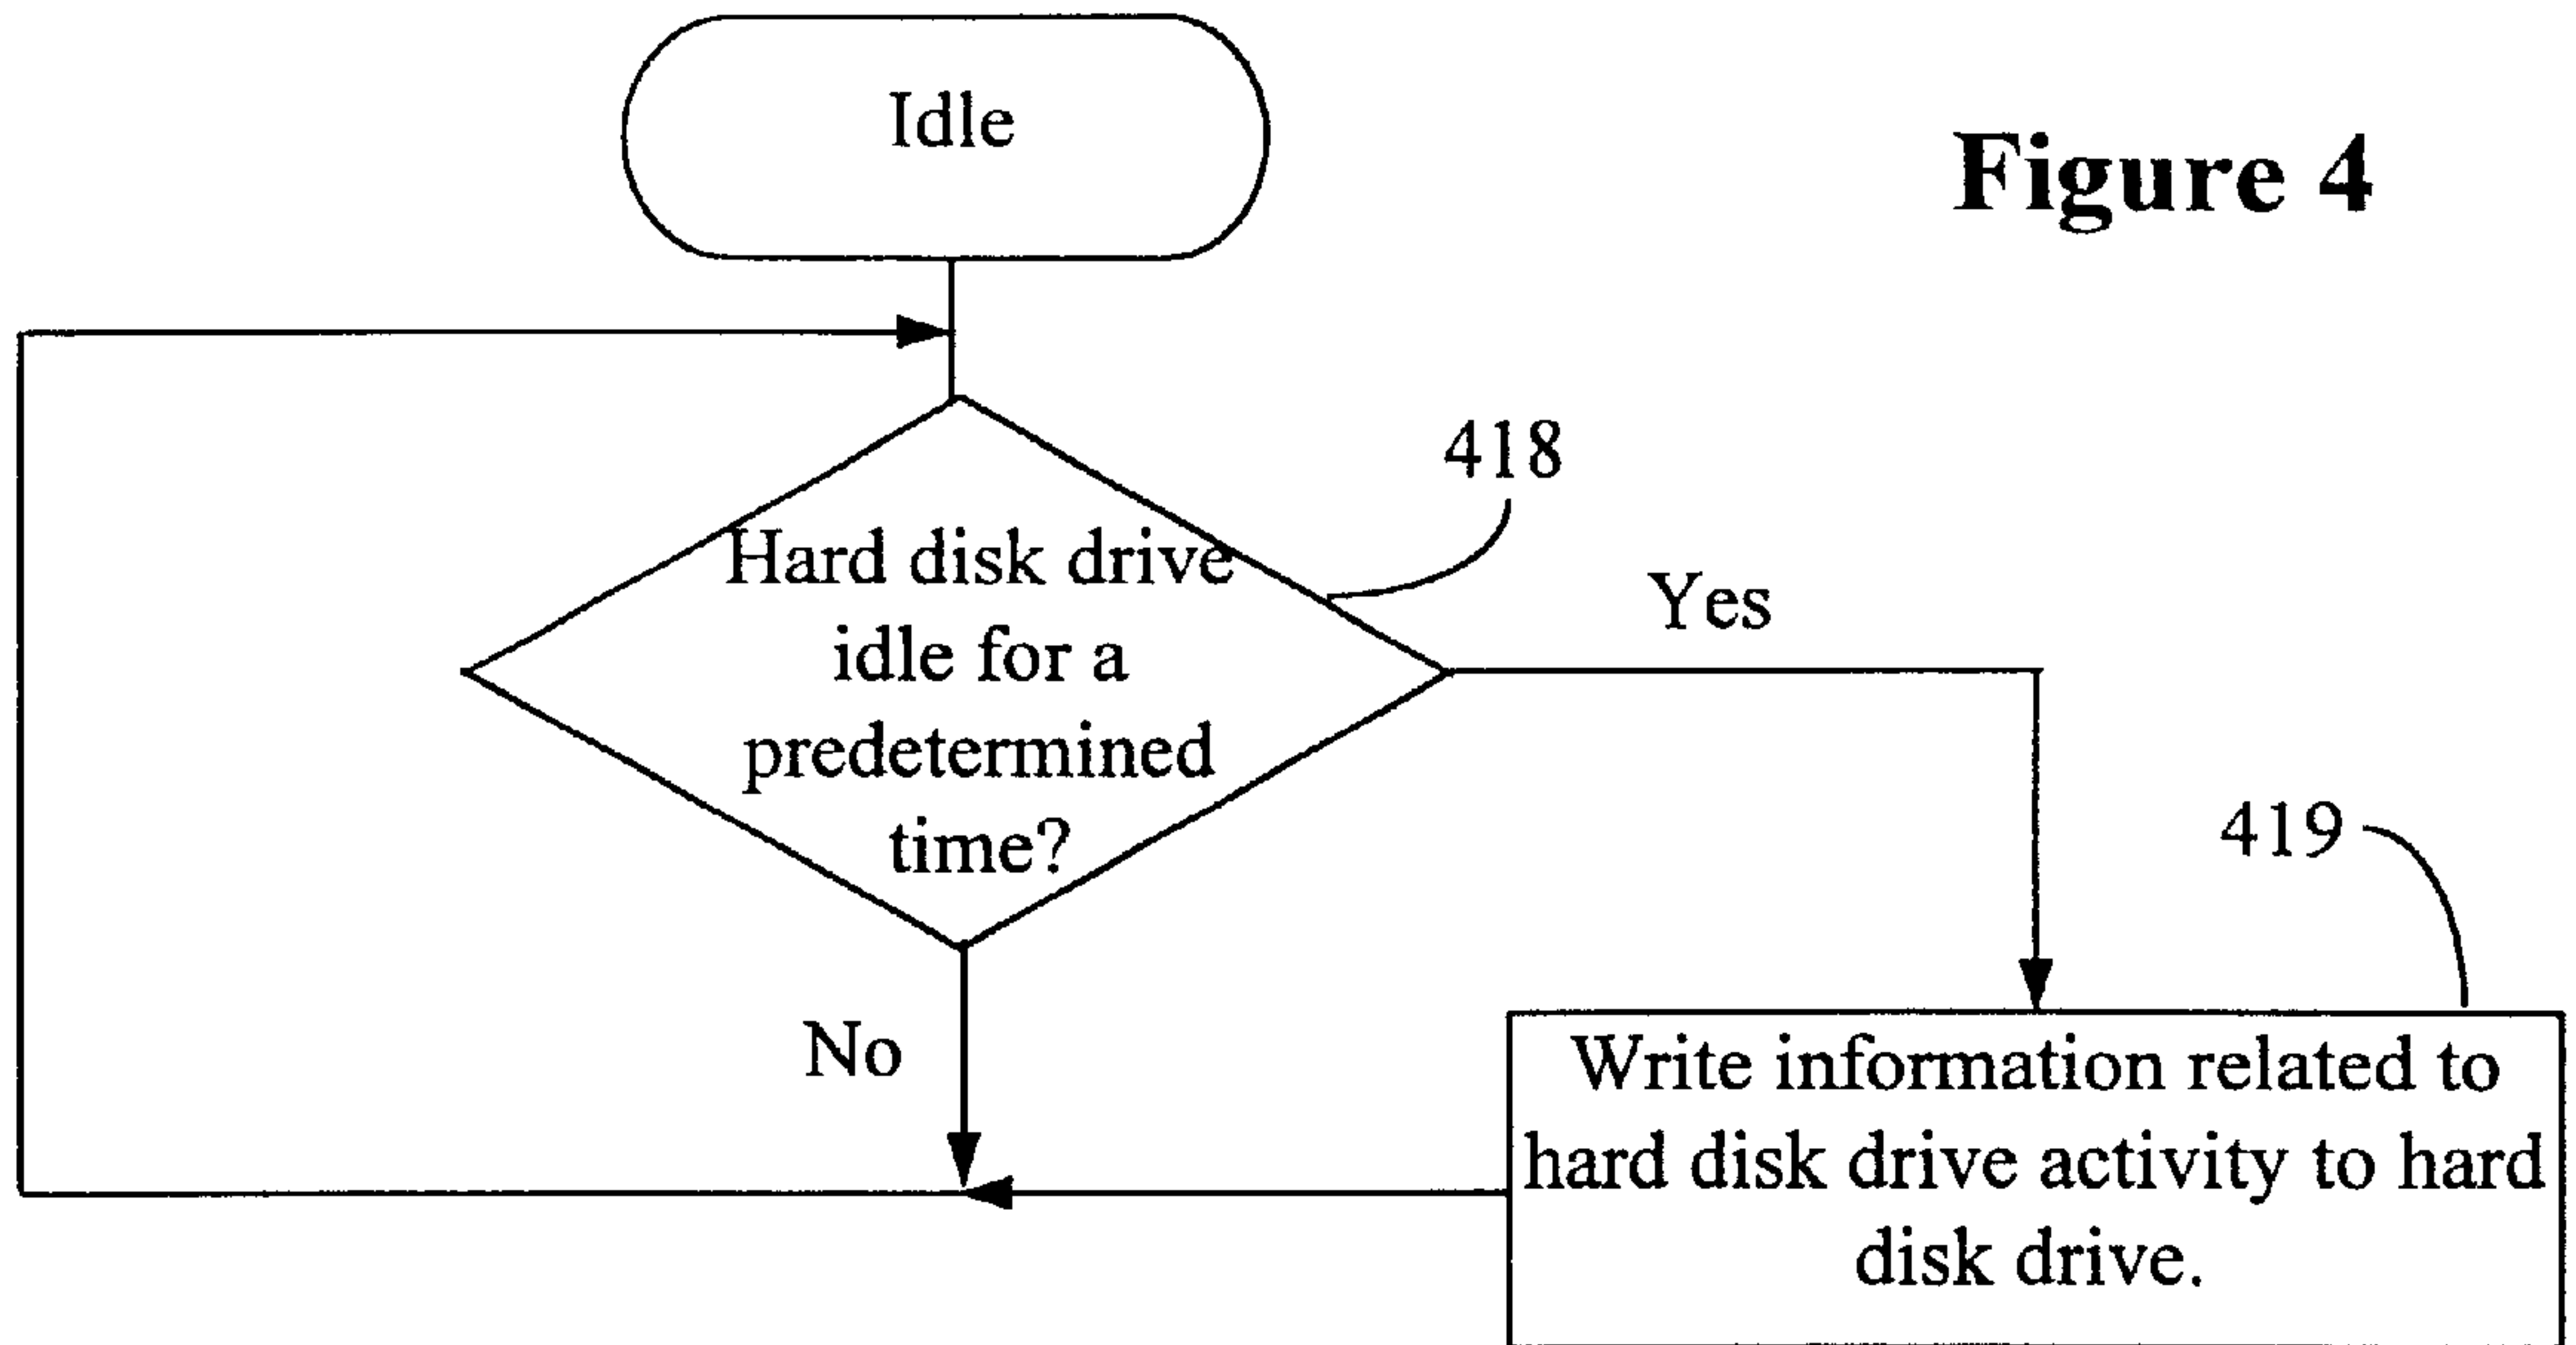 Idle
Figure 4
418
Hard disk drive
idle for a
predetermined
time?
Yes
419
No
Write information related to
hard disk drive activity to hard
disk drive.